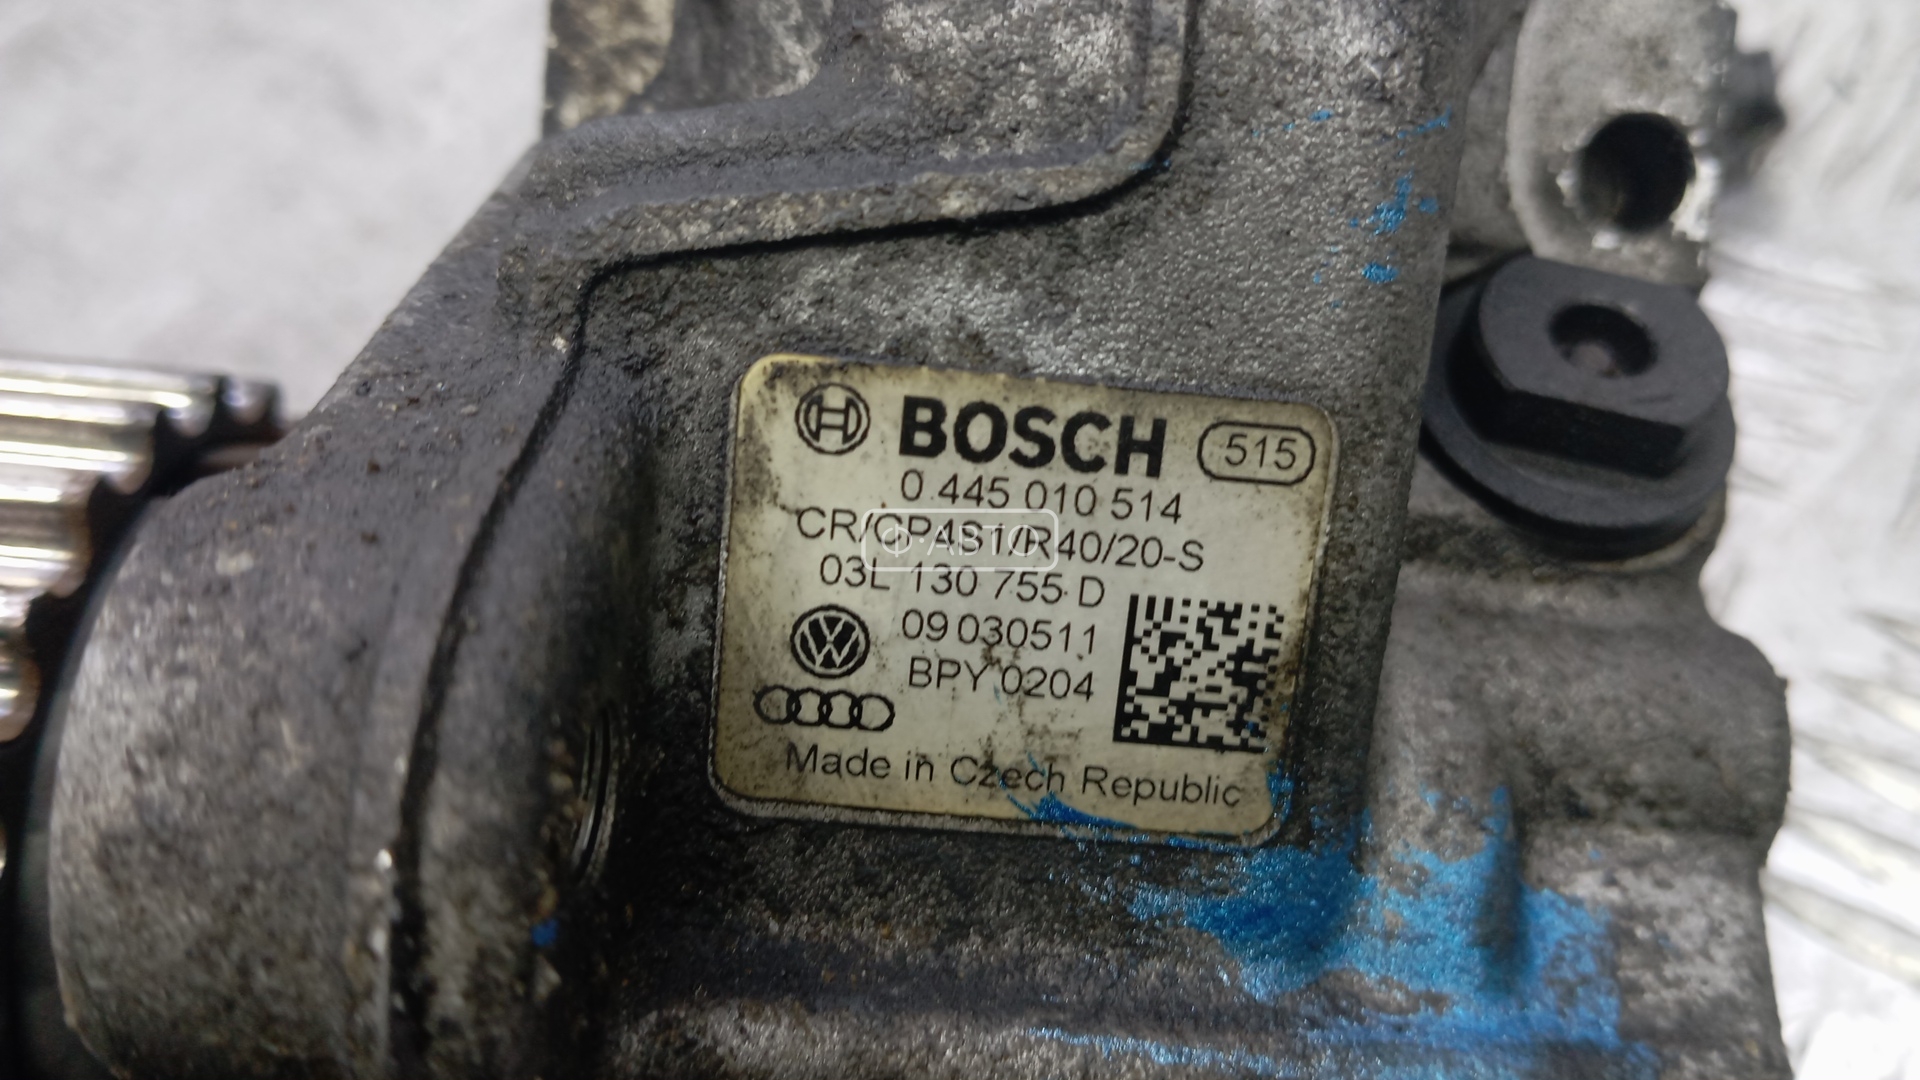 BOSCH 515
0 445 010 514
CR/CP4S1/R40/20-S
Ф-АВТО
03L 130 755 D
09 030511
BPY 0204
Made in Czech Republic